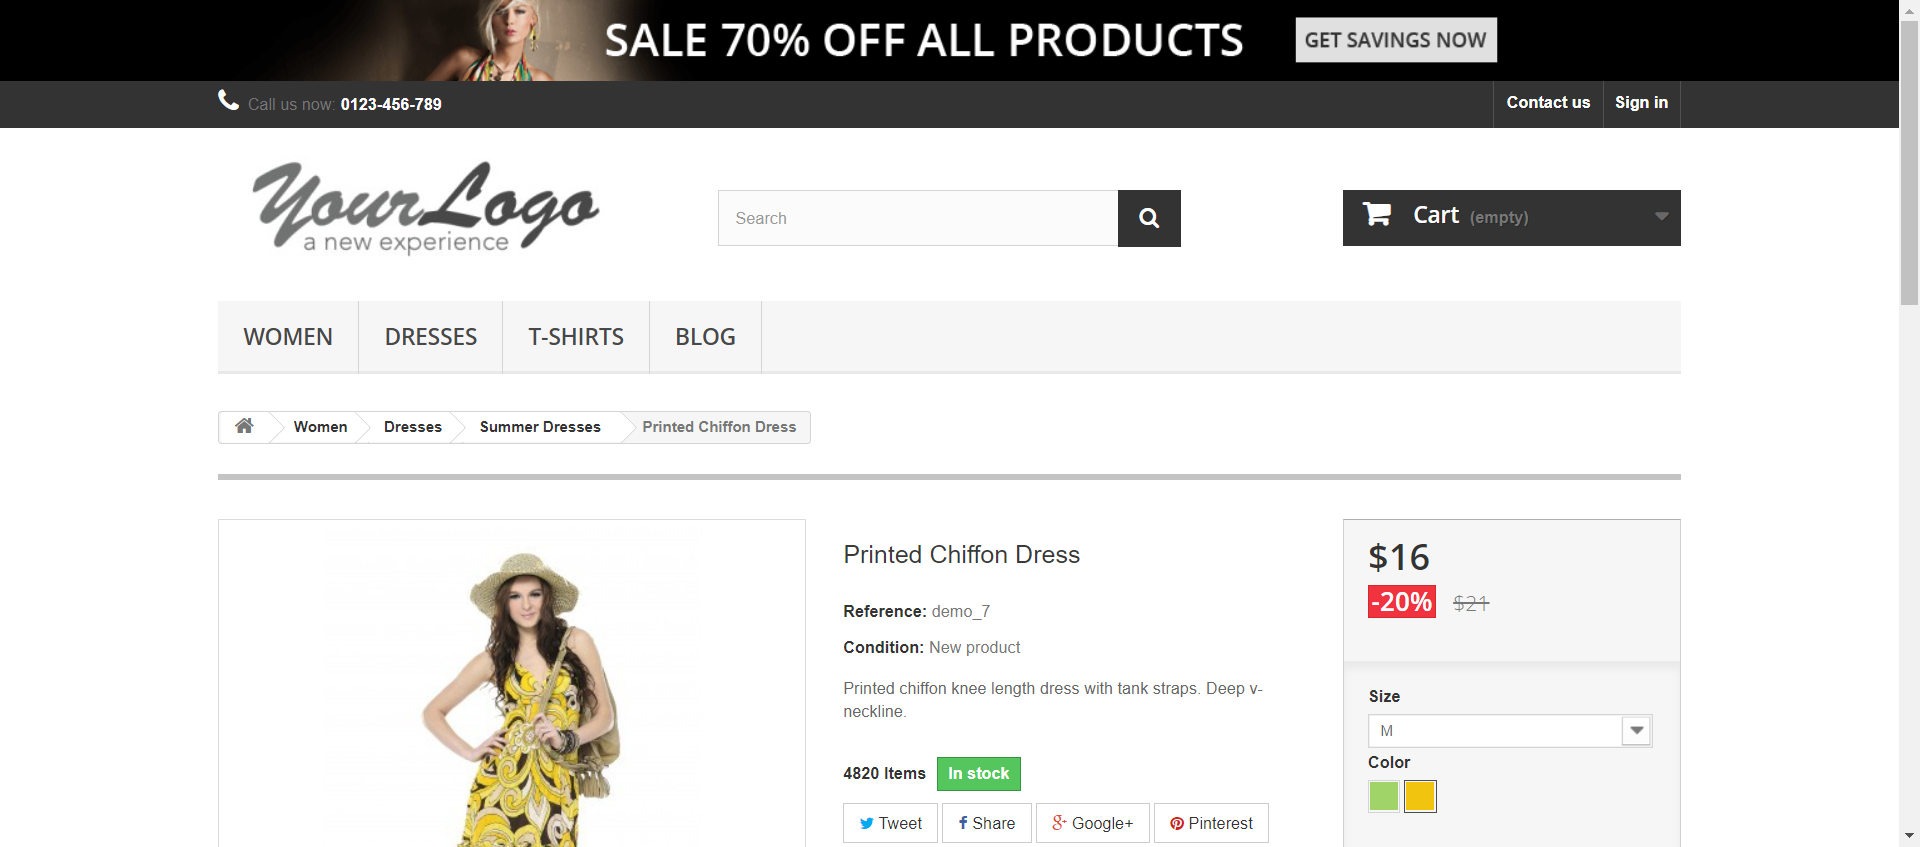 SALE 70% OFF ALL PRODUCTS
GET SAVINGS NOW
Call us now: 0123-456-789
Contact us
Sign in
YourLogo
a new experience
Search
Cart (empty)
WOMEN
DRESSES
T-SHIRTS
BLOG
Women
Dresses
Summer Dresses
Printed Chiffon Dress
Printed Chiffon Dress
Reference: demo_7
Condition: New product
Printed chiffon knee length dress with tank straps. Deep v-
neckline.
4820 Items In stock
Tweet
Share
Google+
Pinterest
$16
-20% $21
Size
M
Color